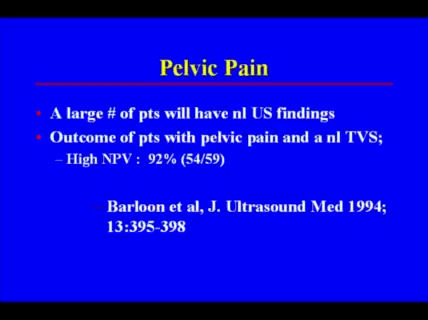 Pelvic Pain
A large # of pts will have nl US findings
Outcome of pts with pelvic pain and a nl TVS;
– High NPV : 92% (54/59)
Barloon et al, J. Ultrasound Med 1994;
13:395-398